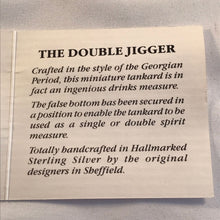 THE DOUBLE JIGGER
Crafted in the style of the Georgian
Period, this miniature tankard is in
fact an ingenious drinks measure.
The false bottom has been secured in
a position to enable the tankard to be
used as a single or double spirit
measure.
Totally handcrafted in Hallmarked
Sterling Silver by the original
designers in Sheffield.